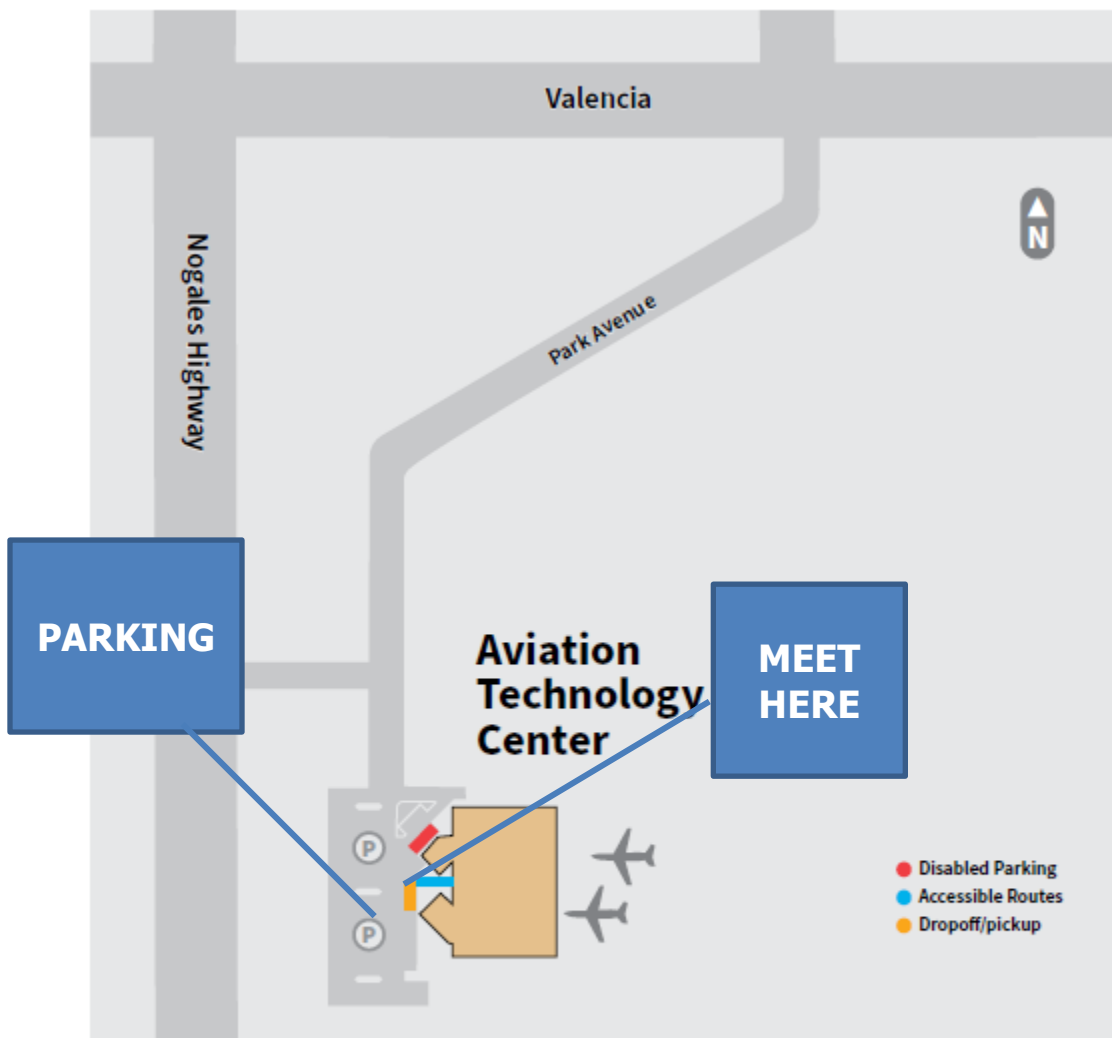 Valencia
N
Nogales Highway
Park Avenue
PARKING
Aviation
Technology
Center
MEET
HERE
P
P
Disabled Parking
Accessible Routes
Dropoff/pickup